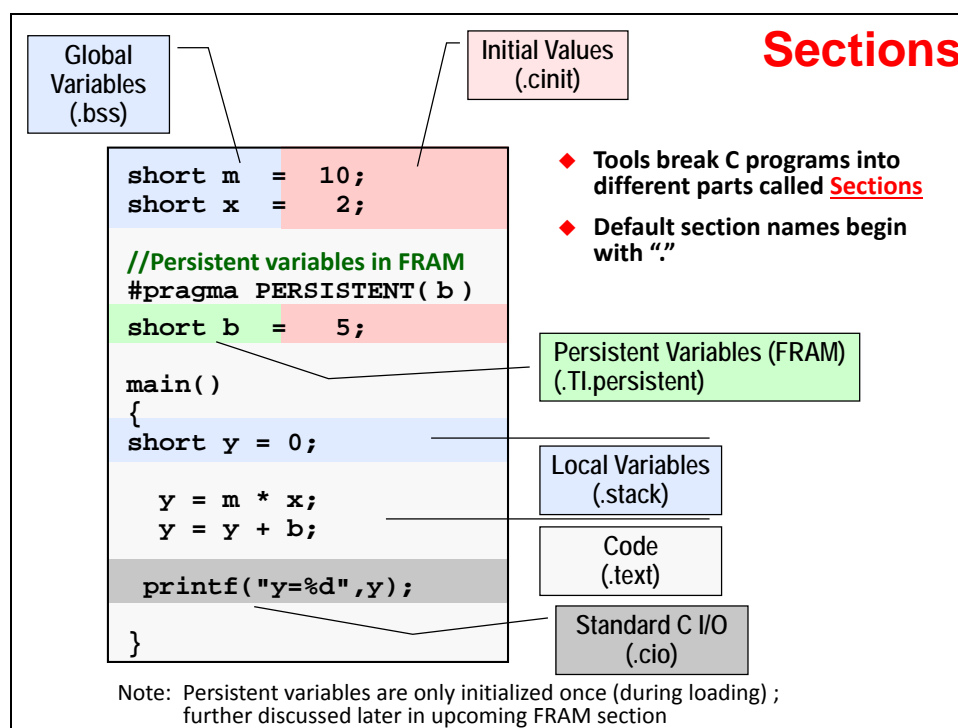 Sections
Global
Variables
(.bss)
Initial Values
(.cinit)
short m = 10;
short x = 2;
//Persistent variables in FRAM
#pragma PERSISTENT( b )
short b = 5;
main()
{
short y = 0;
y = m * x;
y = y + b;
printf("y=%d",y);
}
◆ Tools break C programs into
different parts called Sections
◆ Default section names begin
with “.”
Persistent Variables (FRAM)
(.TI.persistent)
Local Variables
(.stack)
Code
(.text)
Standard C I/O
(.cio)
Note: Persistent variables are only initialized once (during loading) ;
further discussed later in upcoming FRAM section